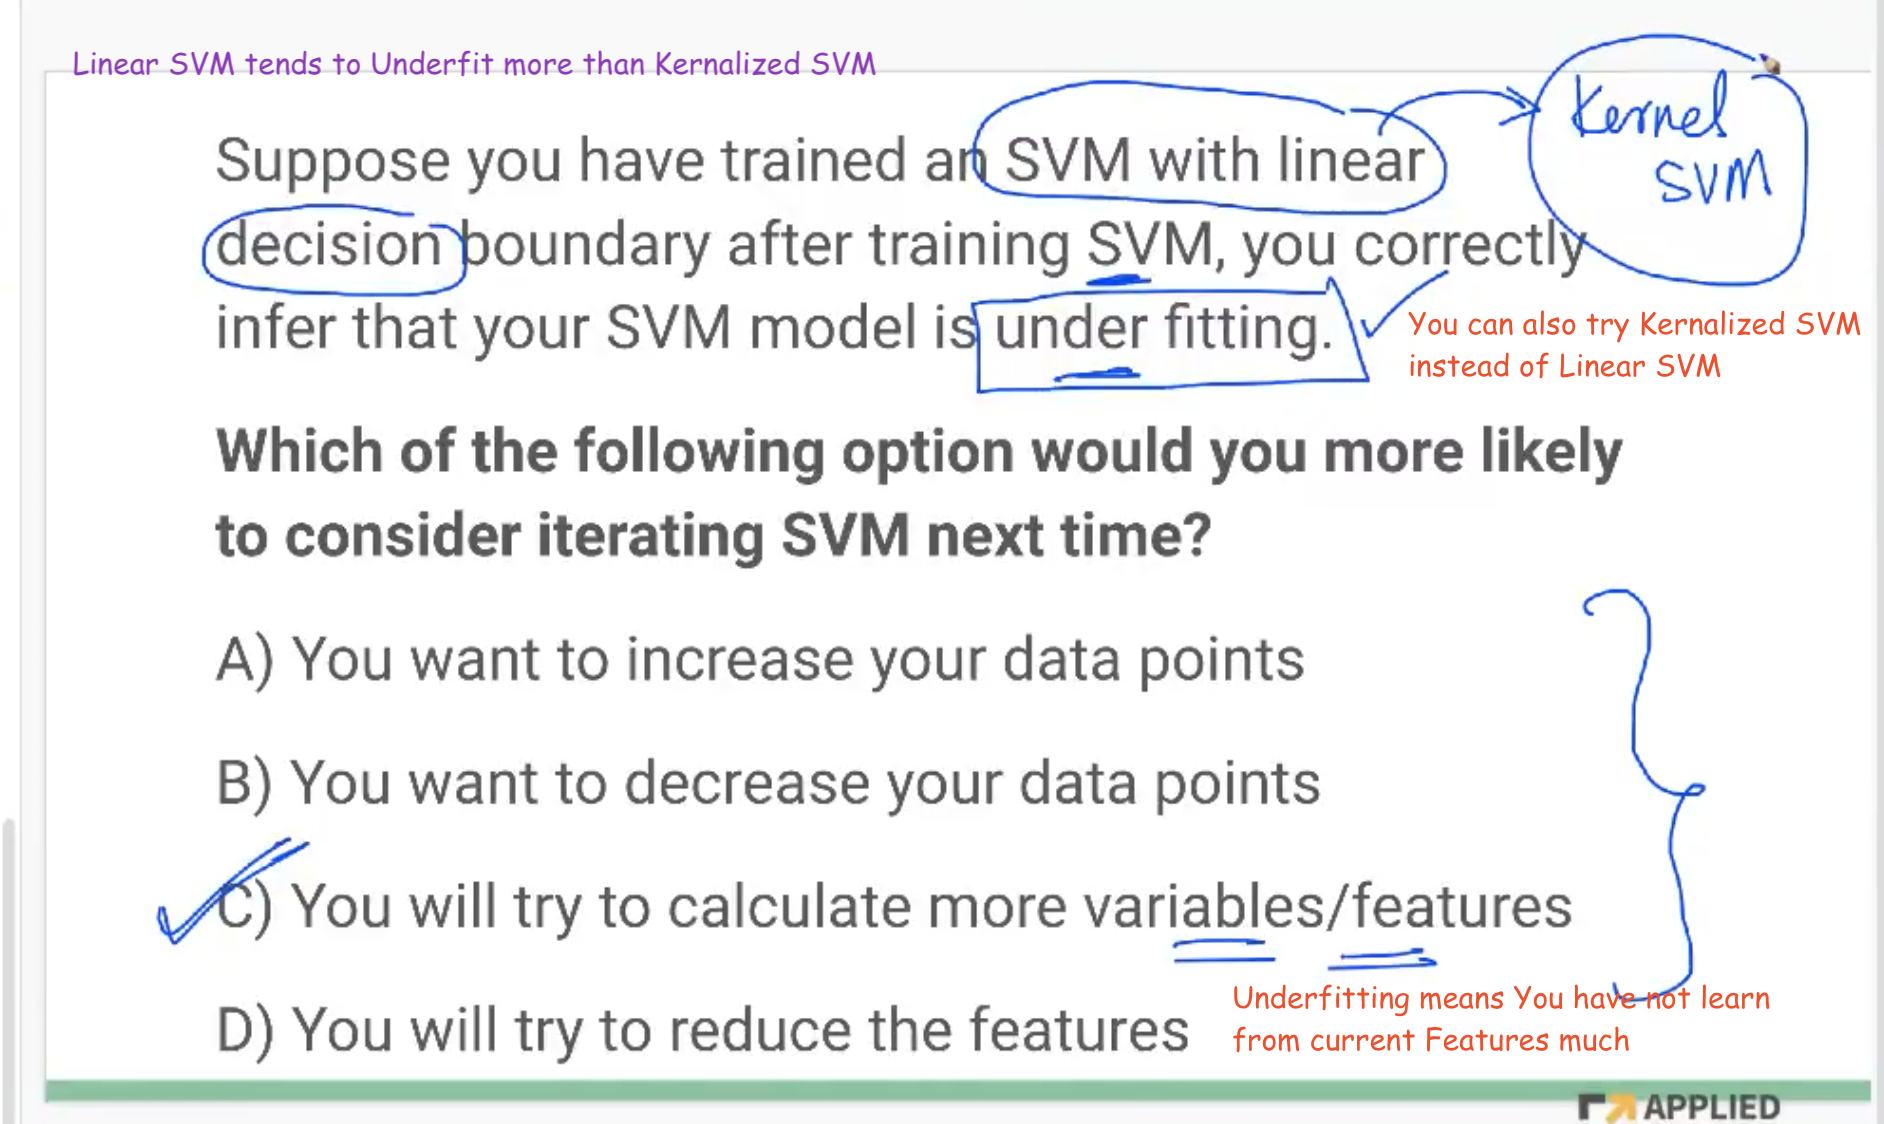 Linear SVM tends to Underfit more than Kernalized SVM
Kernel
SVM
Suppose you have trained an SVM with linear
decision boundary after training SVM, you correctly
infer that your SVM model is under fitting.
You can also try Kernalized SVM
instead of Linear SVM
Which of the following option would you more likely
to consider iterating SVM next time?
A) You want to increase your data points
B) You want to decrease your data points
C) You will try to calculate more variables/features
D) You will try to reduce the features
Underfitting means You have not learn
from current Features much
APPLIED